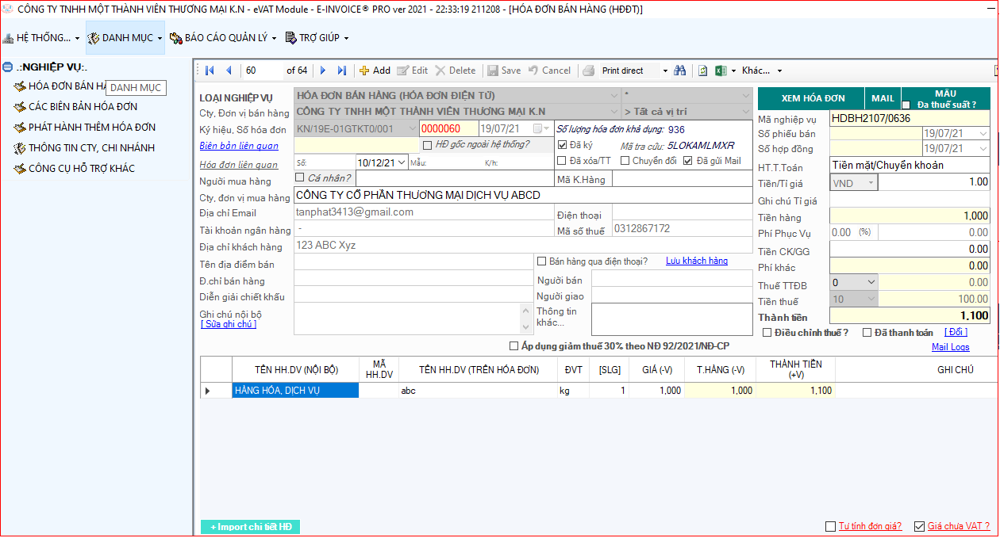 CÔNG TY TNHH MỘT THÀNH VIÊN THƯƠNG MẠI K.N - eVAT Module - E-INVOICE® PRO ver 2021 - 22:33:19 211208 - [HÓA ĐƠN BÁN HÀNG (HĐĐT)]
HỆ THỐNG... DANH MỤC BÁO CÁO QUẢN LÝ TRỢ GIÚP
.:NGHIỆP VỤ:.
HÓA ĐƠN BÁN HÀ
DANH MỤC
CÁC BIÊN BẢN HÓA ĐƠN
PHÁT HÀNH THÊM HÓA ĐƠN
THÔNG TIN CTY, CHI NHÁNH
CÔNG CỤ HỖ TRỢ KHÁC
60 of 64 Add Edit Delete Save Cancel Print direct Khác...
LOẠI NGHIỆP VỤ HÓA ĐƠN BÁN HÀNG (HÓA ĐƠN ĐIỆN TỬ) *
Cty, Đơn vị bán hàng CÔNG TY TNHH MỘT THÀNH VIÊN THƯƠNG MẠI K.N > Tất cả vị trí
Ký hiệu, Số hóa đơn KN/19E-01GTKT0/001 0000060 19/07/21 Số lượng hóa đơn khả dụng: 936
Biên bản liên quan HĐ gốc ngoài hệ thống? Đã ký Mã tra cứu: 5LOKAMLMXR
Hóa đơn liên quan Số: 10/12/21 Mẫu: K/h: Đã xóa/TT Chuyển đổi Đã gửi Mail
Người mua hàng Cá nhân? Mã K.Hàng
Cty, đơn vị mua hàng CÔNG TY CỔ PHẦN THƯƠNG MẠI DỊCH VỤ ABCD
Địa chỉ Email tanphat3413@gmail.com Điện thoại
Tài khoản ngân hàng - Mã số thuế 0312867172
Địa chỉ khách hàng 123 ABC Xyz
Tên địa điểm bán Bán hàng qua điện thoại? Lưu khách hàng
Đ.chỉ bán hàng Người bán
Diễn giải chiết khấu Người giao
Ghi chú nội bộ Thông tin khác...
[ Sửa ghi chú ]
Áp dụng giảm thuế 30% theo NĐ 92/2021/NĐ-CP
XEM HÓA ĐƠN MAIL MẪU
Đa thuế suất ?
Mã nghiệp vụ HDBH2107/0636
Số phiếu bán 19/07/21
Số hợp đồng 19/07/21
HT.T.Toán Tiền mặt/Chuyển khoản
Tiền/Tỉ giá VND 1.00
Ghi chú Tỉ giá
Tiền hàng 1.000
Phí Phục Vụ 0.00 (%) 0.00
Tiền CK/GG 0.00
Phí khác 0.00
Thuế TTĐB 0 0.00
Tiền thuế 10 100.00
Thành tiền 1,100
Điều chỉnh thuế ? Đã thanh toán [ Đổi ]
Mail Logs
TÊN HH.DV (NỘI BỘ) MÃ HH.DV TÊN HH.DV (TRÊN HÓA ĐƠN) ĐVT [SLG] GIÁ (-V) T.HÀNG (-V) THÀNH TIỀN (+V) GHI CHÚ
HÀNG HÓA, DỊCH VỤ abc kg 1 1,000 1,000 1,100
+ Import chi tiết HĐ Tự tính đơn giá? Giá chưa VAT ?